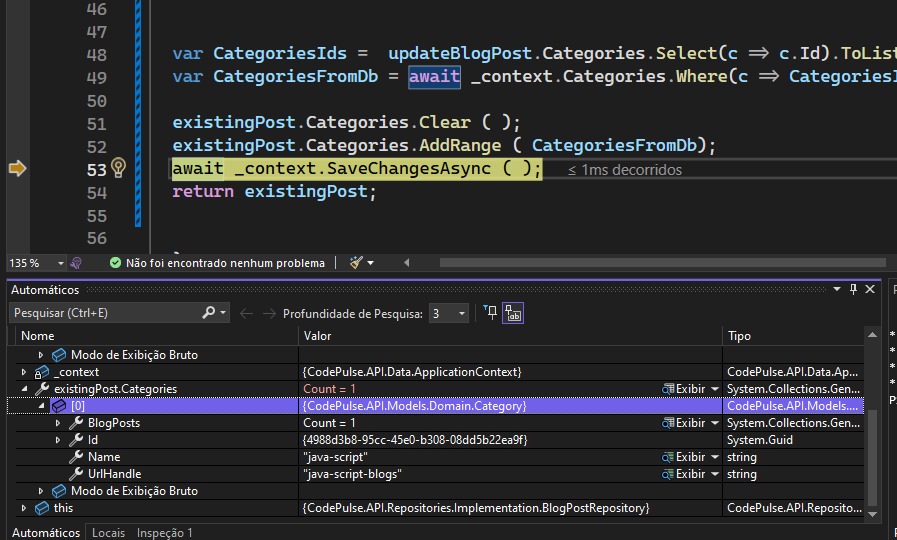 46
47
48 var CategoriesIds =  updateBlogPost.Categories.Select(c => c.Id).ToList
49 var CategoriesFromDb = await _context.Categories.Where(c => CategoriesI
50
51 existingPost.Categories.Clear ( );
52 existingPost.Categories.AddRange ( CategoriesFromDb);
53 await _context.SaveChangesAsync ( ); ≤ 1ms decorridos
54 return existingPost;
55
56
135 % Não foi encontrado nenhum problema
Automáticos
Pesquisar (Ctrl+E) Profundidade de Pesquisa: 3
Nome Valor Tipo
Modo de Exibição Bruto
_context {CodePulse.API.Data.ApplicationContext} CodePulse.API.Data.Ap...
existingPost.Categories Count = 1 Exibir System.Collections.Gen...
[0] {CodePulse.API.Models.Domain.Category} CodePulse.API.Models....
BlogPosts Count = 1 Exibir System.Collections.Gen...
Id {4988d3b8-95cc-45e0-b308-08dd5b22ea9f} System.Guid
Name "java-script" Exibir string
UrlHandle "java-script-blogs" Exibir string
Modo de Exibição Bruto
this {CodePulse.API.Repositories.Implementation.BlogPostRepository} CodePulse.API.Reposito...
Automáticos Locais Inspeção 1